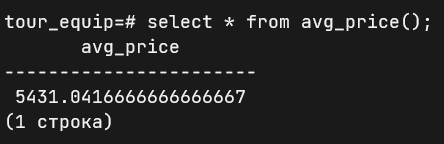 tour_equip=# select * from avg_price();
avg_price
-----------------------
5431.0416666666666667
(1 строка)